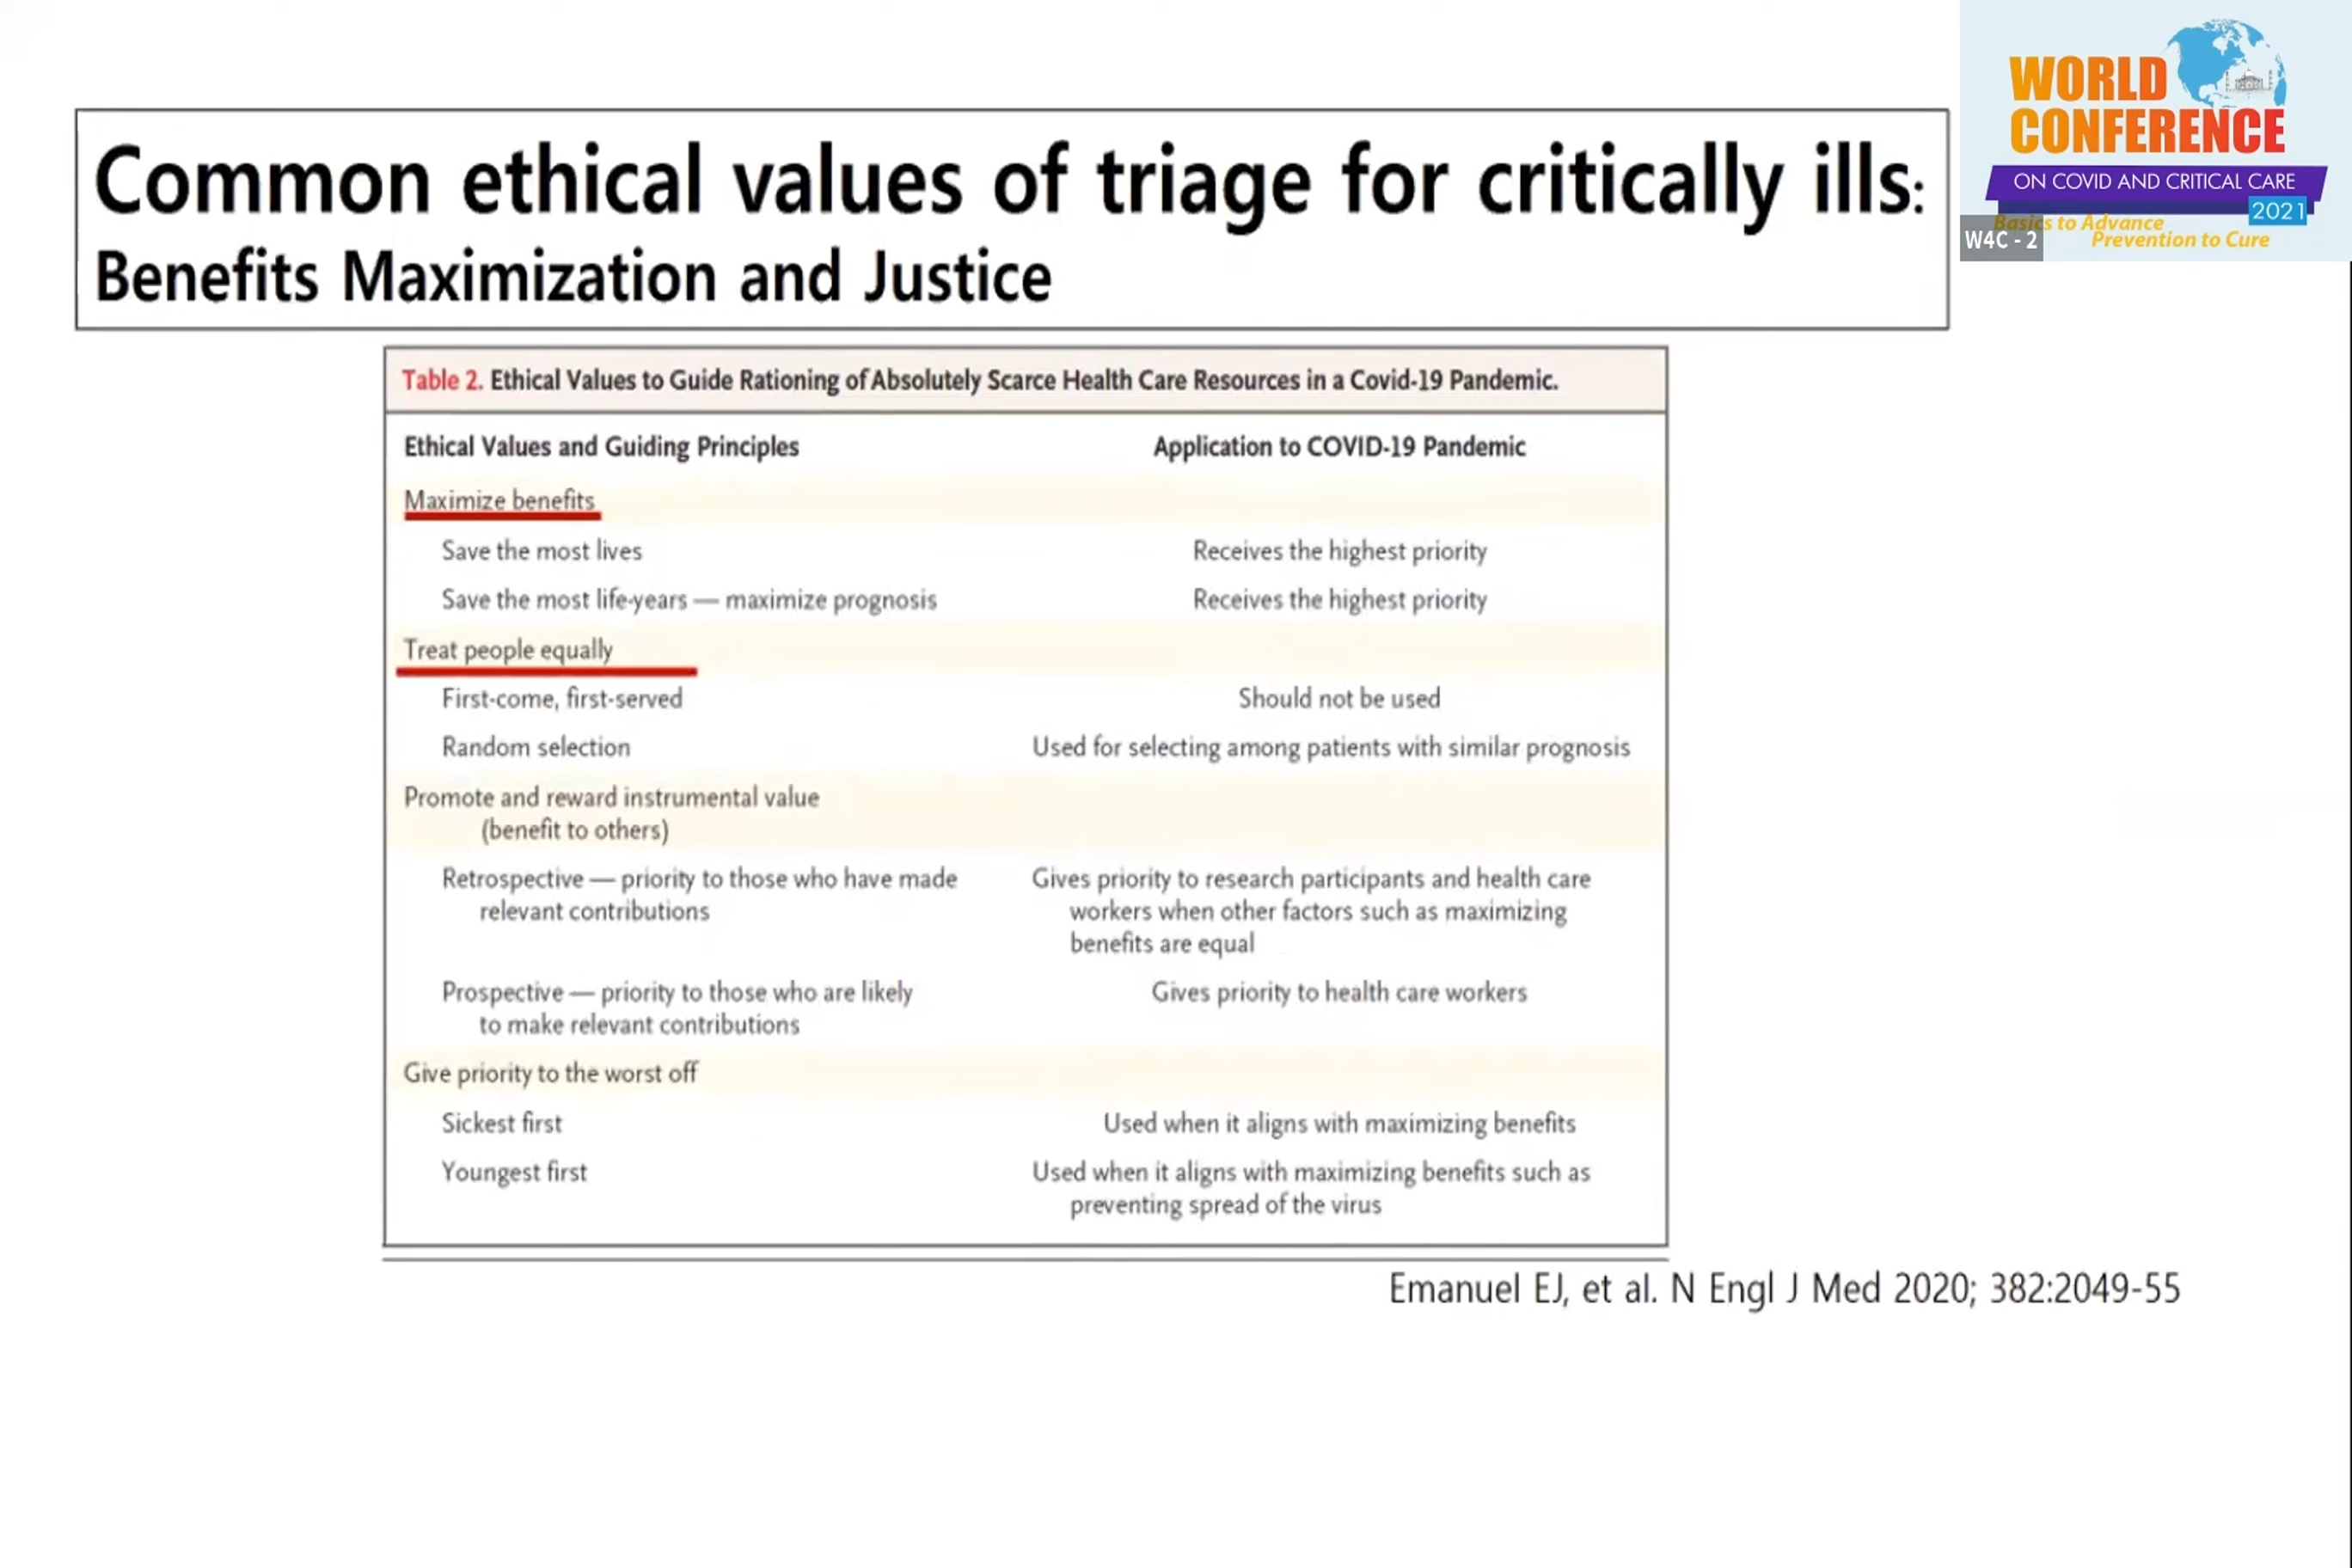 WORLD
CONFERENCE
ON COVID AND CRITICAL CARE
2021
Basics to Advance
Prevention to Cure
W4C - 2
Common ethical values of triage for critically ills:
Benefits Maximization and Justice
Table 2. Ethical Values to Guide Rationing of Absolutely Scarce Health Care Resources in a Covid-19 Pandemic.
Ethical Values and Guiding Principles Application to COVID-19 Pandemic
Maximize benefits
Save the most lives Receives the highest priority
Save the most life-years — maximize prognosis Receives the highest priority
Treat people equally
First-come, first-served Should not be used
Random selection Used for selecting among patients with similar prognosis
Promote and reward instrumental value
(benefit to others)
Retrospective — priority to those who have made Gives priority to research participants and health care
relevant contributions workers when other factors such as maximizing
benefits are equal
Prospective — priority to those who are likely Gives priority to health care workers
to make relevant contributions
Give priority to the worst off
Sickest first Used when it aligns with maximizing benefits
Youngest first Used when it aligns with maximizing benefits such as
preventing spread of the virus
Emanuel EJ, et al. N Engl J Med 2020; 382:2049-55